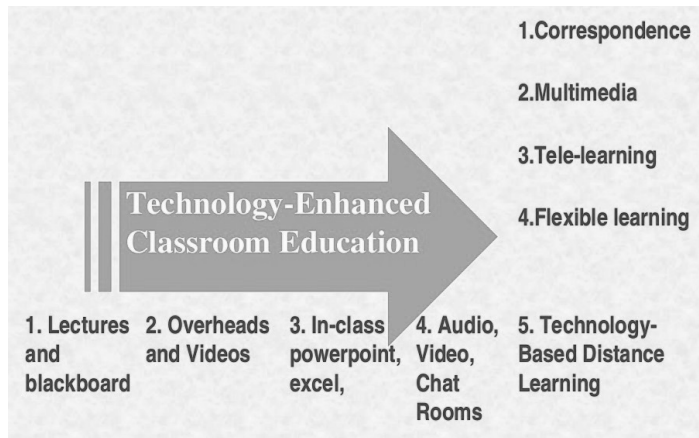 1.Correspondence
2.Multimedia
3.Tele-learning
4.Flexible learning
Technology-Enhanced
Classroom Education
1. Lectures
and
blackboard
2. Overheads
and Videos
3. In-class
powerpoint,
excel,
4. Audio,
Video,
Chat
Rooms
5. Technology-
Based Distance
Learning